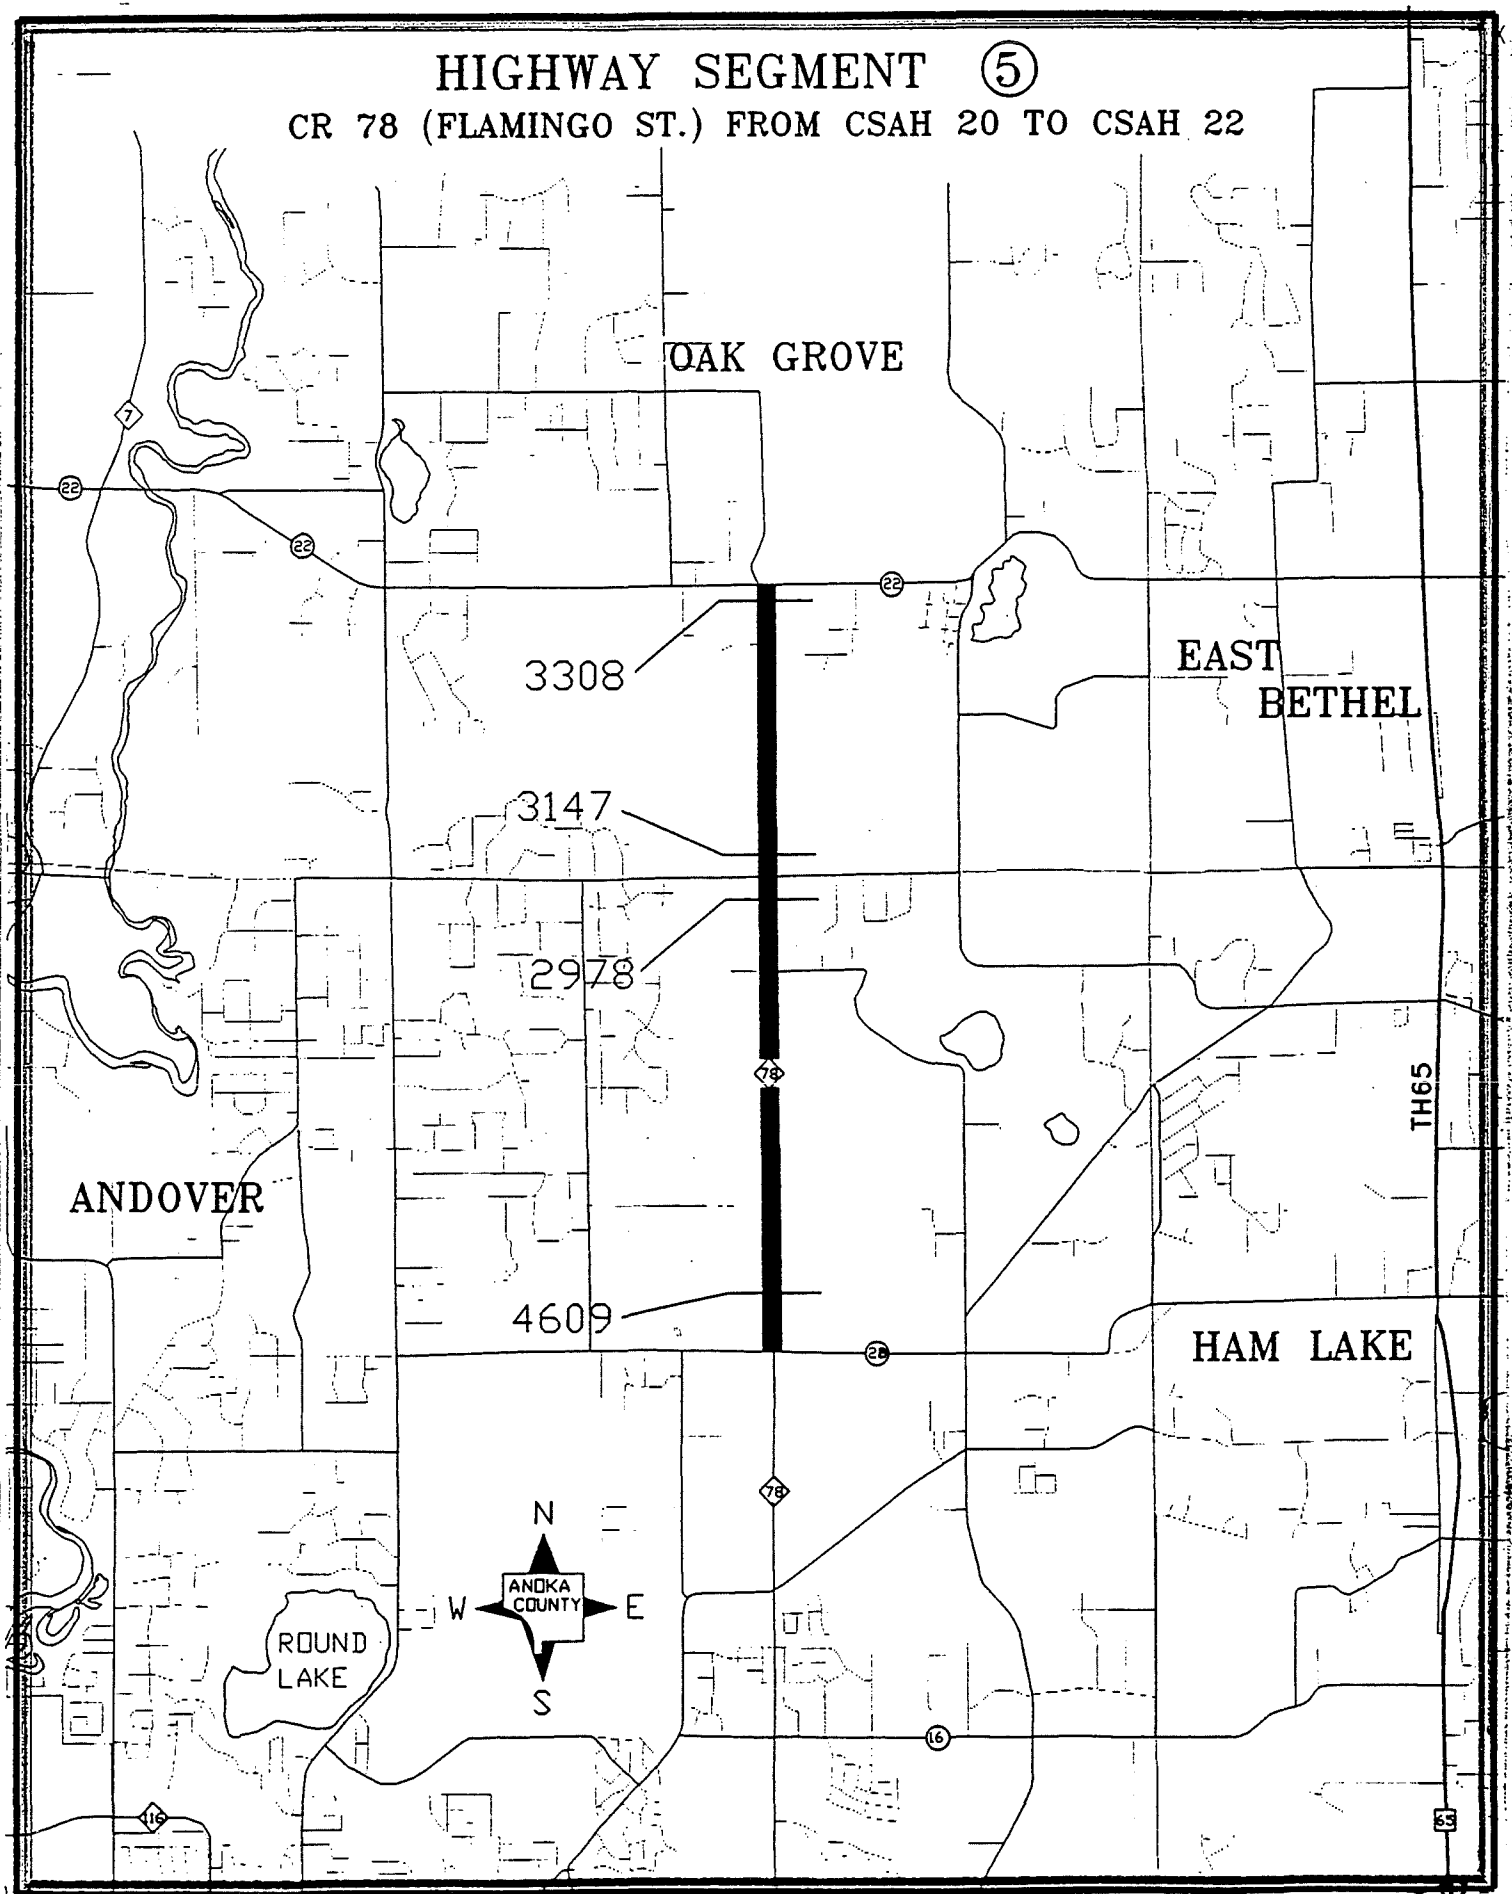 HIGHWAY SEGMENT 5
CR 78 (FLAMINGO ST.) FROM CSAH 20 TO CSAH 22
OAK GROVE
7
22
22
22
3308
EAST
BETHEL
3147
2978
78
TH65
ANDOVER
4609
HAM LAKE
78
N
ANOKA
COUNTY
W
E
S
ROUND
LAKE
16
116
65